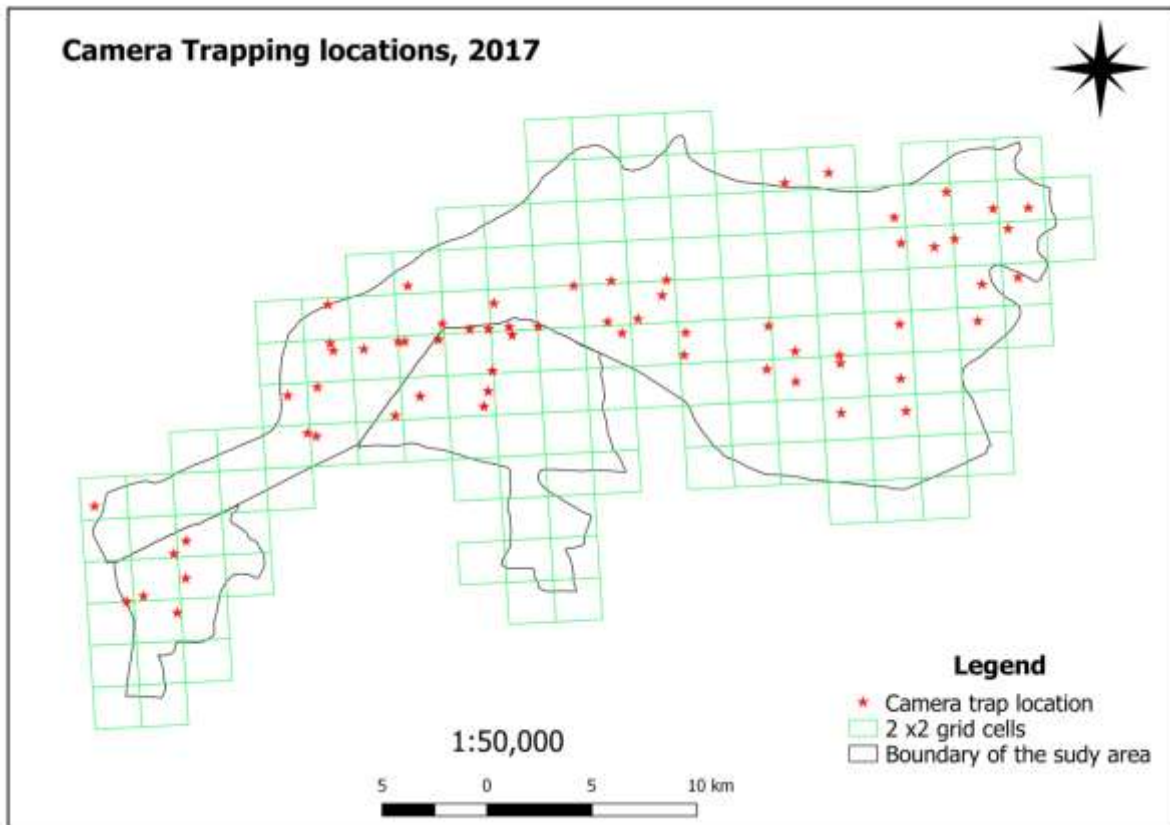 Camera Trapping locations, 2017
Legend
Camera trap location
2 x2 grid cells
Boundary of the sudy area
1:50,000
5 0 5 10 km